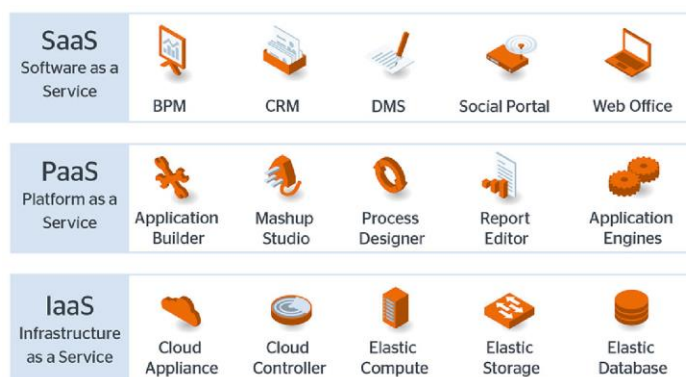 SaaS
Software as a
Service
BPM
CRM
DMS
Social Portal
Web Office
PaaS
Platform as a
Service
Application
Builder
Mashup
Studio
Process
Designer
Report
Editor
Application
Engines
IaaS
Infrastructure
as a Service
Cloud
Appliance
Cloud
Controller
Elastic
Compute
Elastic
Storage
Elastic
Database